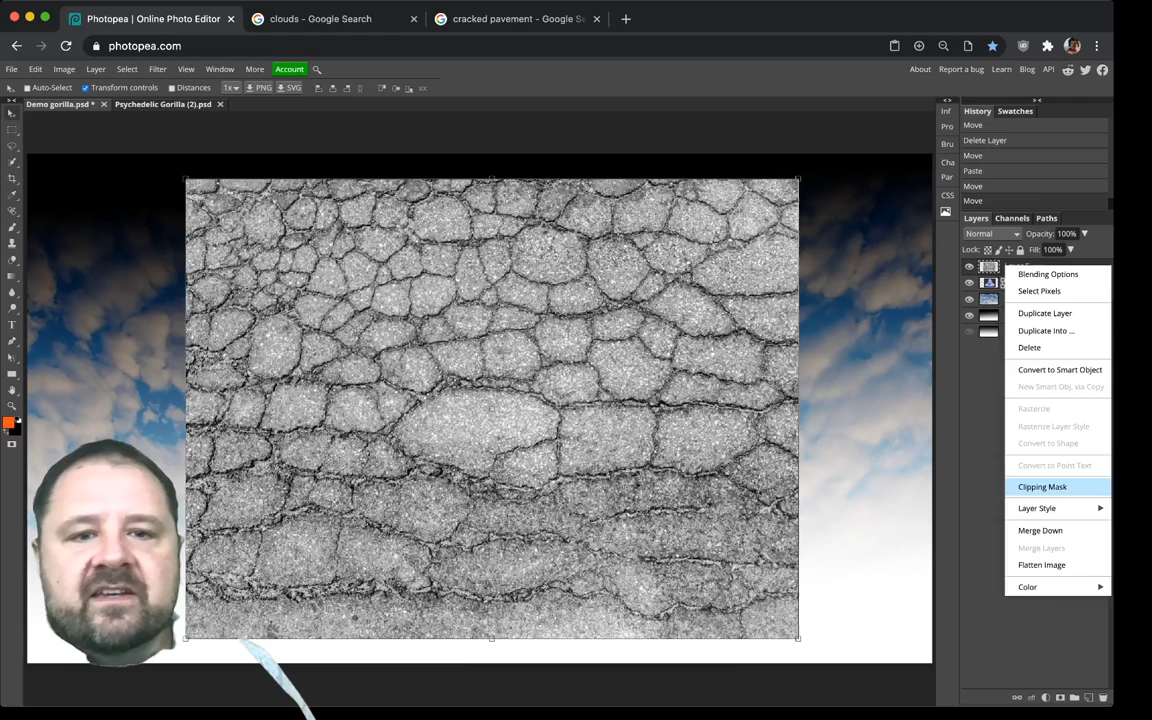 Photopea | Online Photo Editor
clouds - Google Search
cracked pavement - Google Se
photopea.com
File Edit Image Layer Select Filter View Window More Account
About Report a bug Learn Blog API
Auto-Select Transform controls Distances 1x PNG SVG
Demo gorilla.psd *
Psychedelic Gorilla (2).psd
Inf
Pro
Bru
Cha
Par
CSS
History Swatches
Move
Delete Layer
Move
Paste
Move
Move
Layers Channels Paths
Normal Opacity: 100%
Lock: Fill: 100%
Blending Options
Select Pixels
Duplicate Layer
Duplicate Into ...
Delete
Convert to Smart Object
New Smart Obj. via Copy
Rasterize
Rasterize Layer Style
Convert to Shape
Convert to Point Text
Clipping Mask
Layer Style
Merge Down
Merge Layers
Flatten Image
Color
off